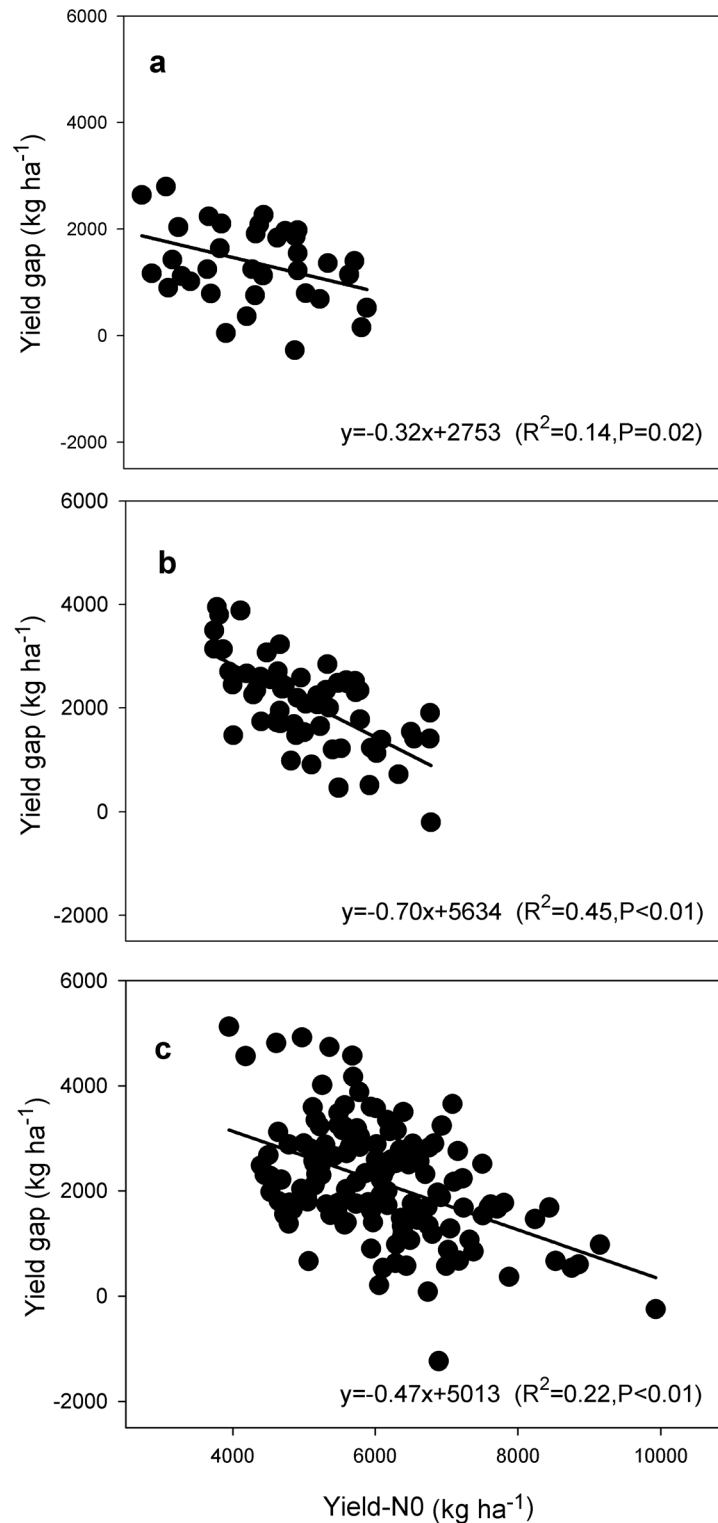 6000
a
4000
2000
0
-2000
Yield gap (kg ha⁻¹)
y=-0.32x+2753 (R²=0.14,P=0.02)
6000
b
4000
2000
0
-2000
Yield gap (kg ha⁻¹)
y=-0.70x+5634 (R²=0.45,P<0.01)
6000
c
4000
2000
0
-2000
Yield gap (kg ha⁻¹)
y=-0.47x+5013 (R²=0.22,P<0.01)
4000 6000 8000 10000
Yield-N0 (kg ha⁻¹)